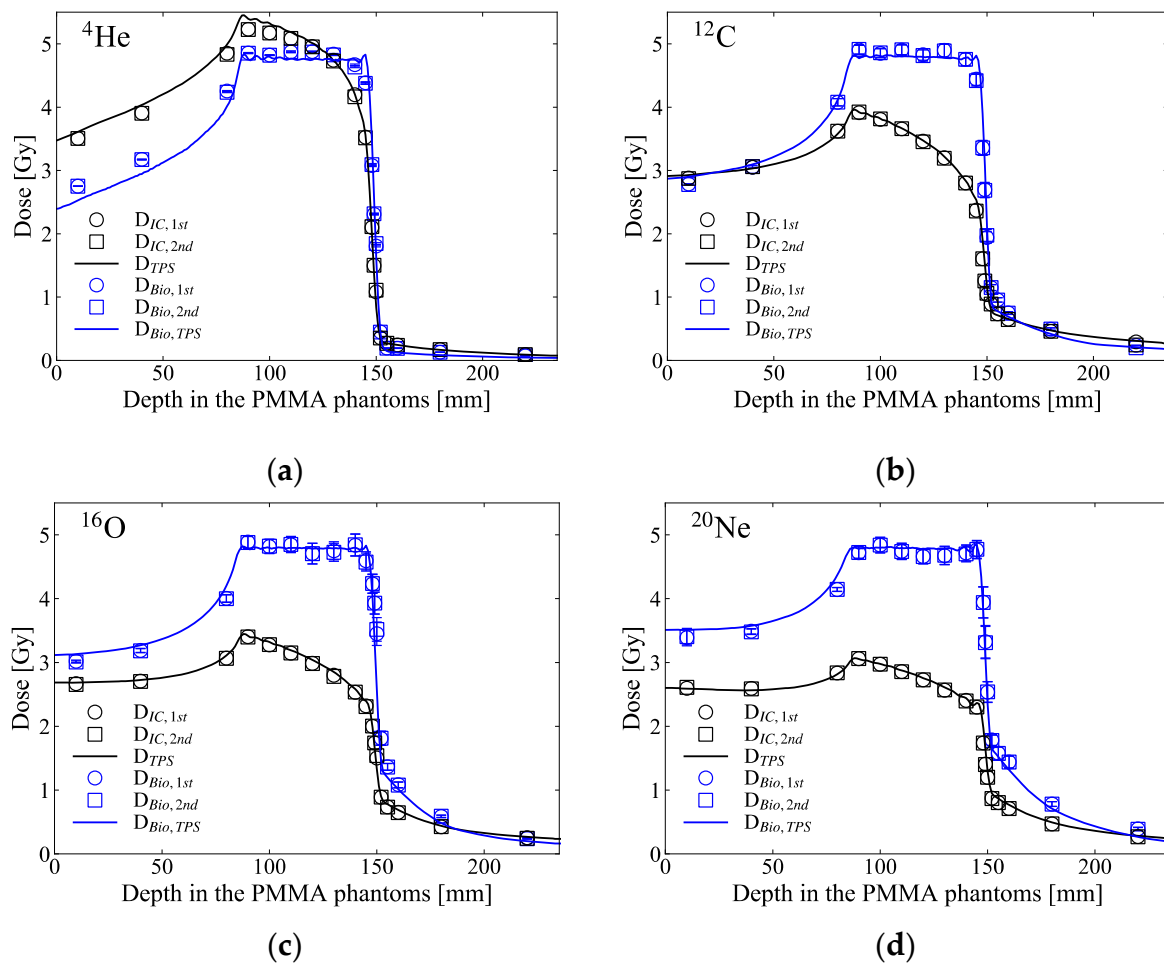 (a)
⁴He
Dose [Gy]
5
4
3
2
1
0
D_IC,1st
D_IC,2nd
D_TPS
D_Bio,1st
D_Bio,2nd
D_Bio,TPS
0 50 100 150 200
Depth in the PMMA phantoms [mm]
(b)
¹²C
Dose [Gy]
5
4
3
2
1
0
D_IC,1st
D_IC,2nd
D_TPS
D_Bio,1st
D_Bio,2nd
D_Bio,TPS
0 50 100 150 200
Depth in the PMMA phantoms [mm]
(c)
¹⁶O
Dose [Gy]
5
4
3
2
1
0
D_IC,1st
D_IC,2nd
D_TPS
D_Bio,1st
D_Bio,2nd
D_Bio,TPS
0 50 100 150 200
Depth in the PMMA phantoms [mm]
(d)
²⁰Ne
Dose [Gy]
5
4
3
2
1
0
D_IC,1st
D_IC,2nd
D_TPS
D_Bio,1st
D_Bio,2nd
D_Bio,TPS
0 50 100 150 200
Depth in the PMMA phantoms [mm]